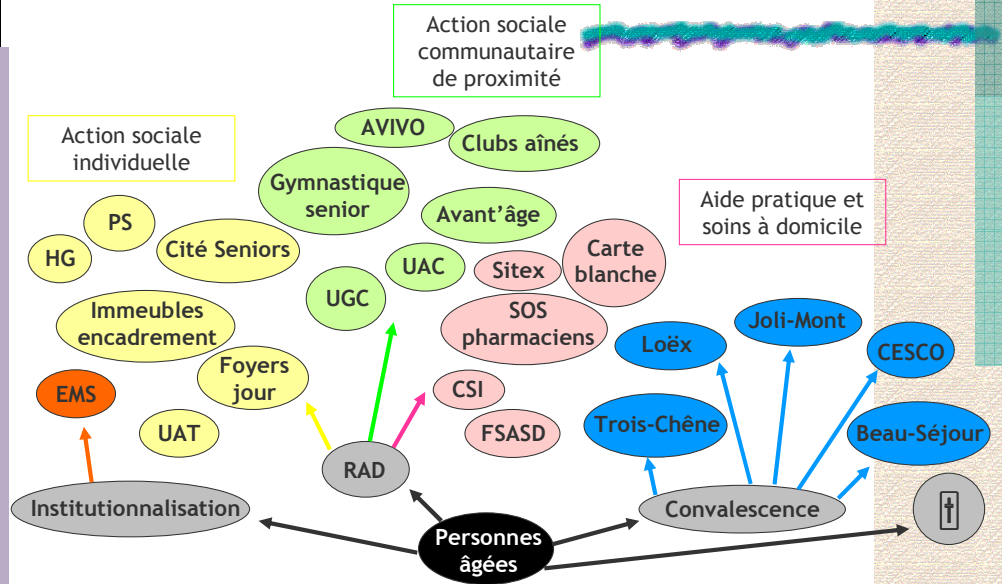 Action sociale
communautaire
de proximité
Action sociale
individuelle
AVIVO
Clubs aînés
Gymnastique
senior
Avant’âge
Aide pratique et
soins à domicile
PS
HG
Cité Seniors
UAC
UGC
Sitex
Carte
blanche
Immeubles
encadrement
SOS
pharmaciens
Foyers
jour
Loëx
Joli-Mont
CESCO
EMS
UAT
CSI
FSASD
Trois-Chêne
Beau-Séjour
RAD
Institutionnalisation
Convalescence
Personnes
âgées